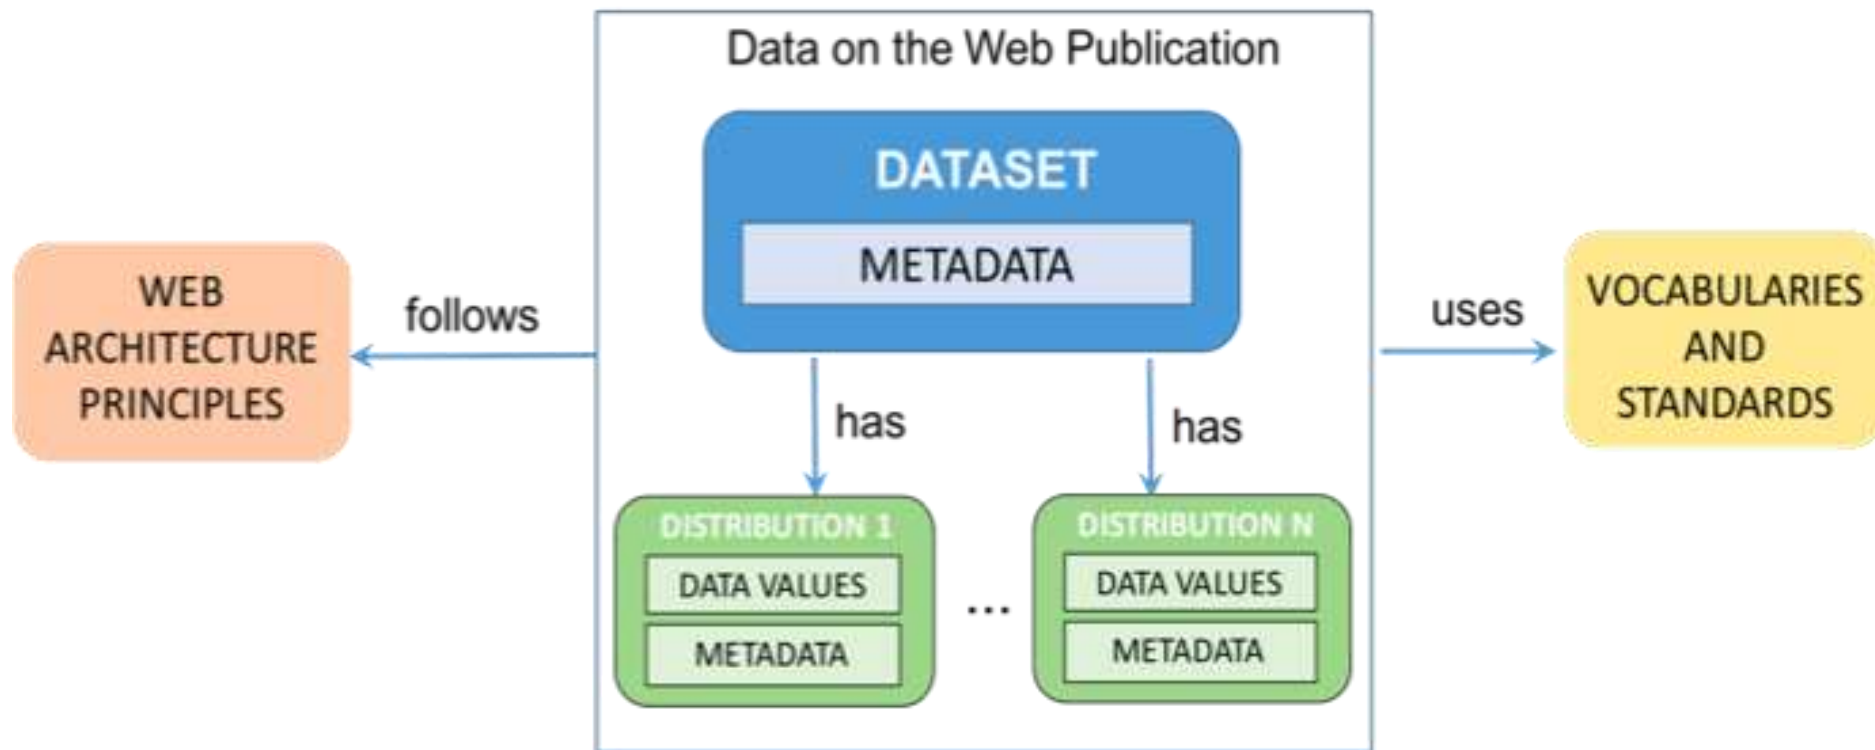 Data on the Web Publication
DATASET
METADATA
WEB
ARCHITECTURE
PRINCIPLES
follows
uses
VOCABULARIES
AND
STANDARDS
has
has
DISTRIBUTION 1
DATA VALUES
METADATA
...
DISTRIBUTION N
DATA VALUES
METADATA